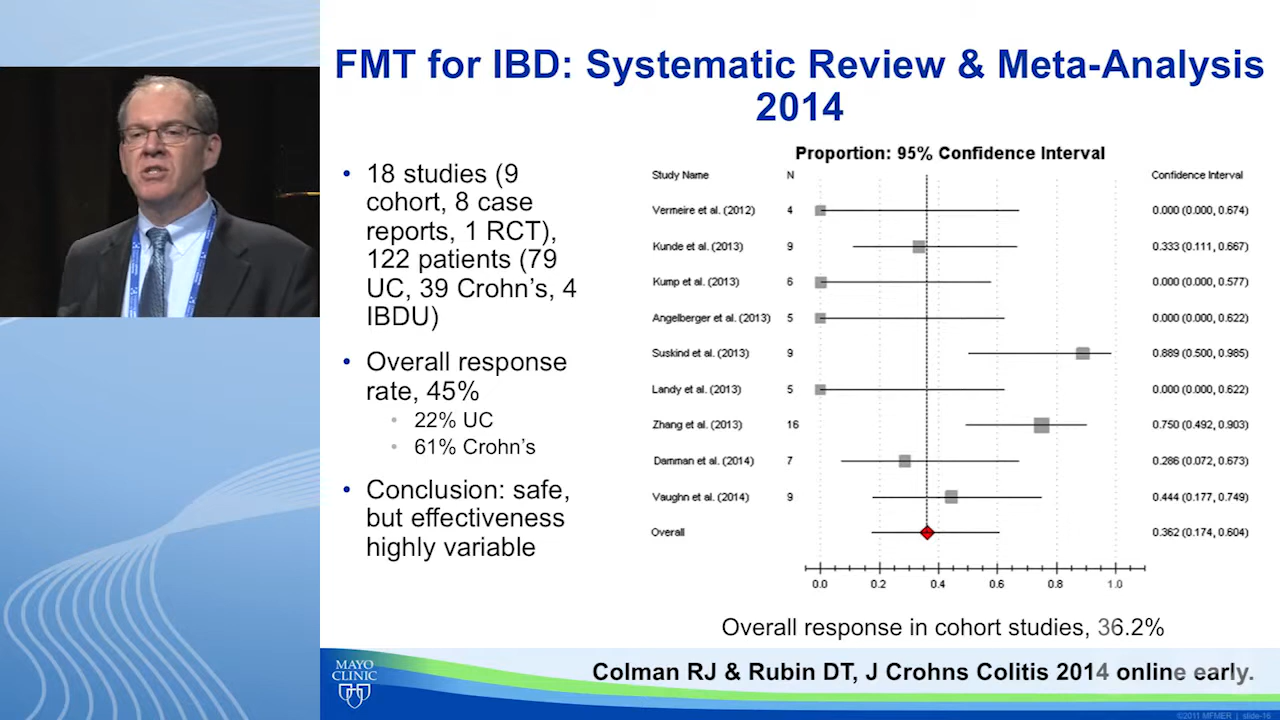 FMT for IBD: Systematic Review & Meta-Analysis
2014
• 18 studies (9
cohort, 8 case
reports, 1 RCT),
122 patients (79
UC, 39 Crohn's, 4
IBDU)
• Overall response
rate, 45%
• 22% UC
• 61% Crohn's
• Conclusion: safe,
but effectiveness
highly variable
Proportion: 95% Confidence Interval
Study Name N Confidence Interval
Vermeire et al. (2012) 4 0.000 (0.000, 0.674)
Kunde et al. (2013) 9 0.333 (0.111, 0.667)
Kump et al. (2013) 6 0.000 (0.000, 0.577)
Angelberger et al. (2013) 5 0.000 (0.000, 0.622)
Suskind et al. (2013) 9 0.889 (0.500, 0.985)
Landy et al. (2013) 5 0.000 (0.000, 0.622)
Zhang et al. (2013) 16 0.750 (0.492, 0.903)
Damman et al. (2014) 7 0.286 (0.072, 0.673)
Vaughn et al. (2014) 9 0.444 (0.177, 0.749)
Overall 0.362 (0.174, 0.604)
0.0 0.2 0.4 0.6 0.8 1.0
Overall response in cohort studies, 36.2%
MAYO
CLINIC
Colman RJ & Rubin DT, J Crohns Colitis 2014 online early.
©2011 MFMER | slide-16